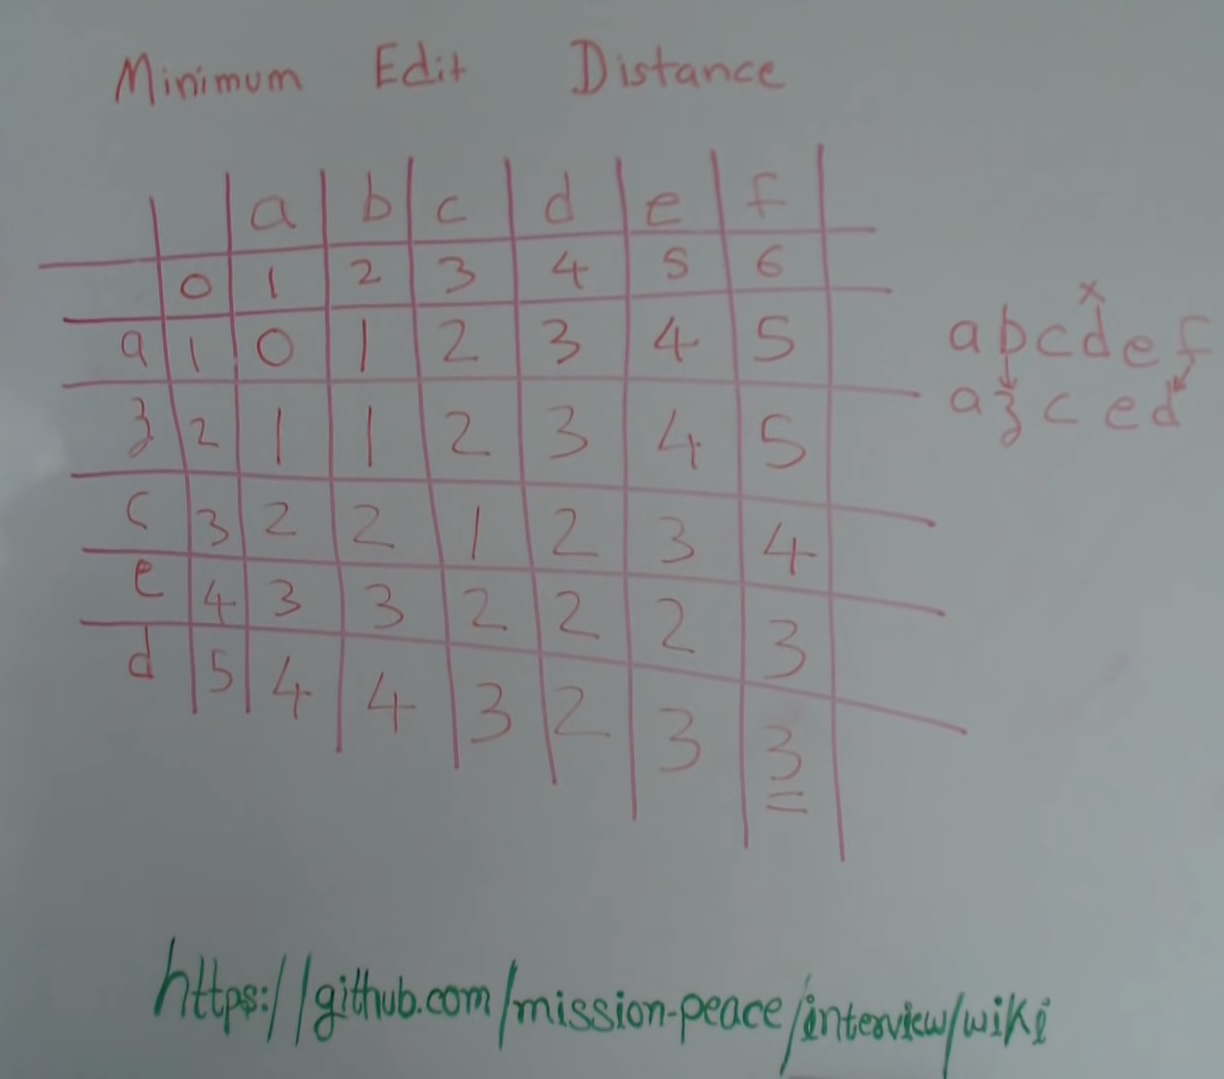 Minimum Edit Distance
a b c d e f
0 1 2 3 4 5 6
a 1 0 1 2 3 4 5
z 2 1 1 2 3 4 5
c 3 2 2 1 2 3 4
e 4 3 3 2 2 2 3
d 5 4 4 3 2 3 3
x
abcdef
azced
https://github.com/mission-peace/interview/wiki